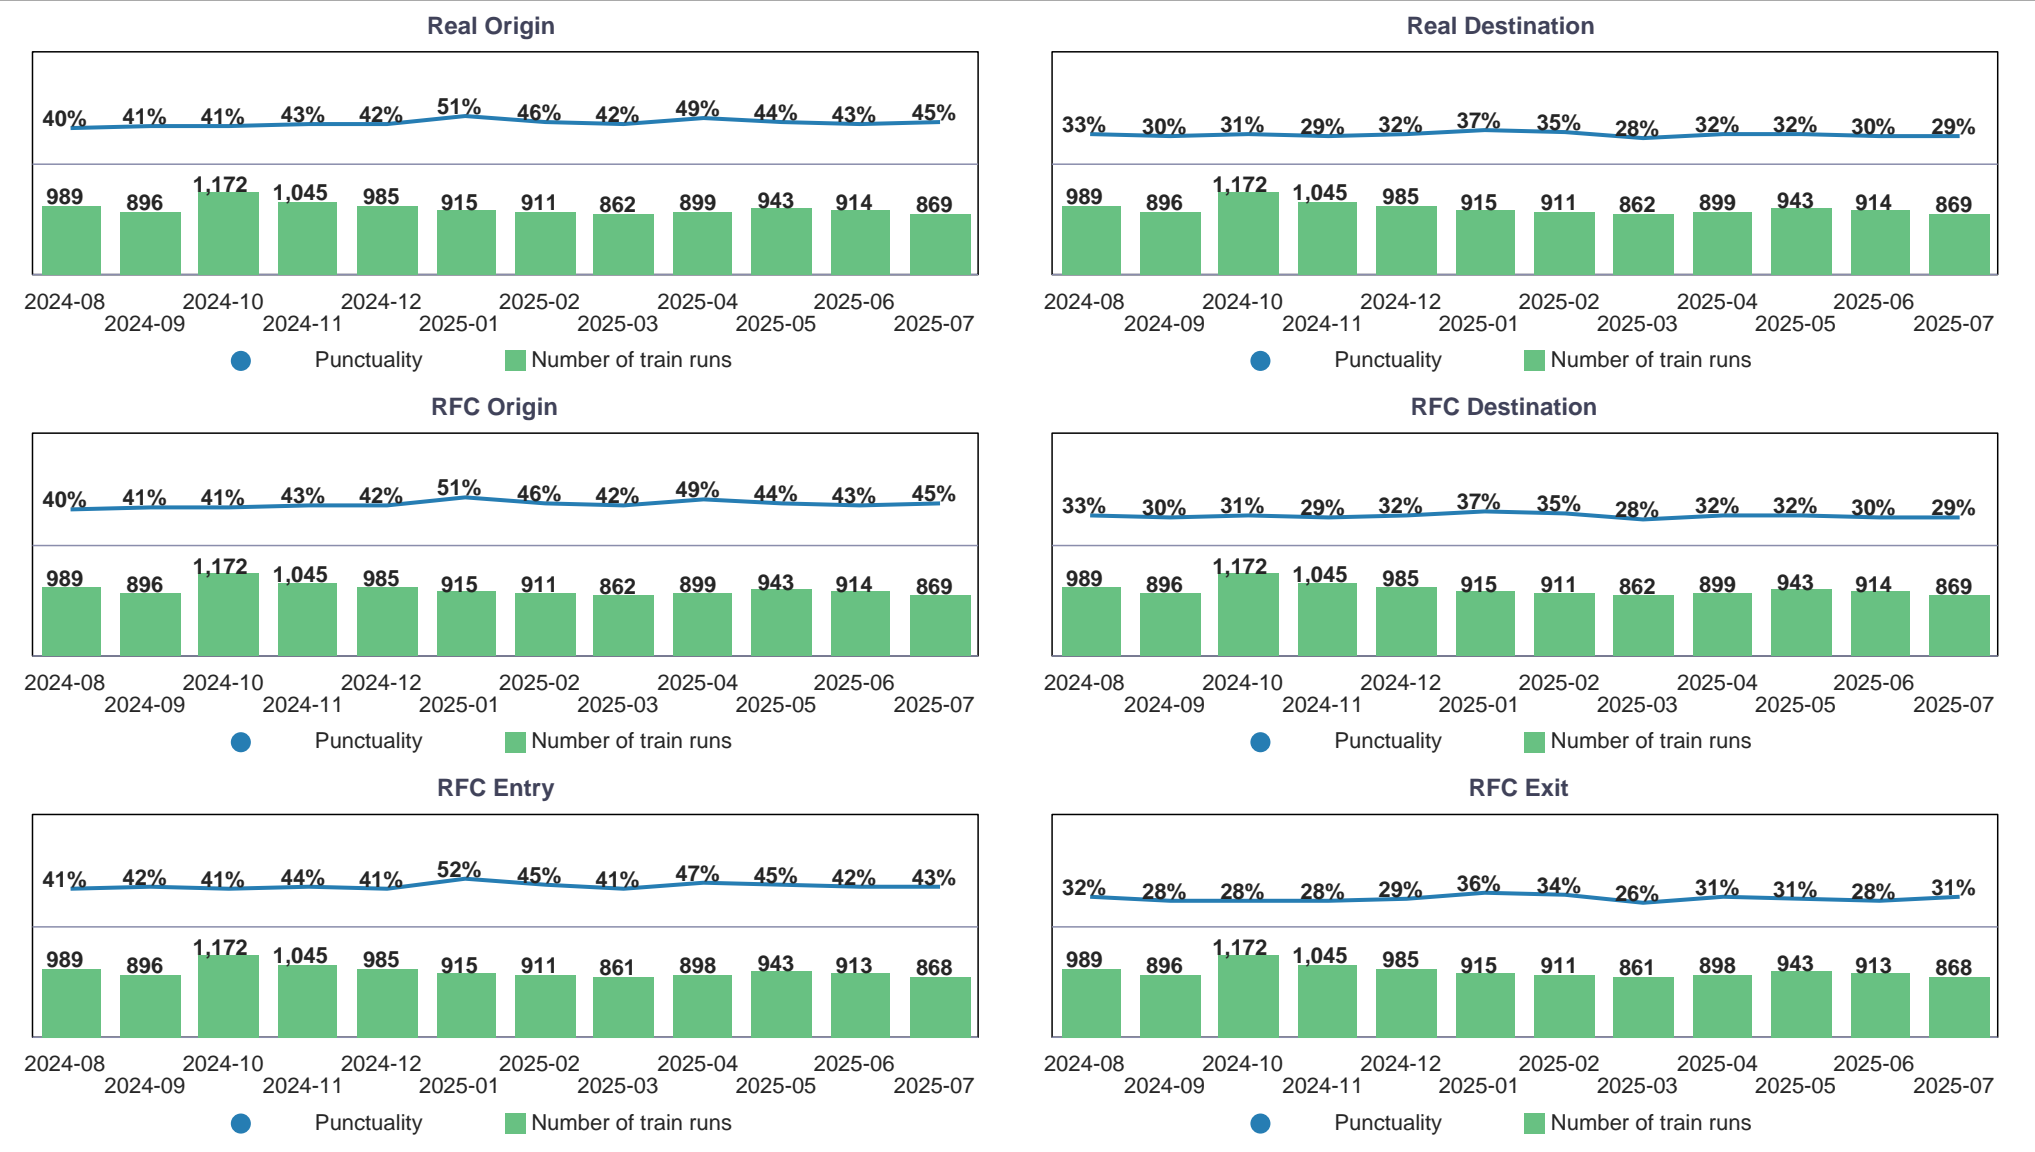 Real Origin
40% 41% 41% 43% 42% 51% 46% 42% 49% 44% 43% 45%
989 896 1,172 1,045 985 915 911 862 899 943 914 869
2024-08 2024-10 2024-12 2025-02 2025-04 2025-06
2024-09 2024-11 2025-01 2025-03 2025-05 2025-07
Punctuality Number of train runs
Real Destination
33% 30% 31% 29% 32% 37% 35% 28% 32% 32% 30% 29%
989 896 1,172 1,045 985 915 911 862 899 943 914 869
2024-08 2024-10 2024-12 2025-02 2025-04 2025-06
2024-09 2024-11 2025-01 2025-03 2025-05 2025-07
Punctuality Number of train runs
RFC Origin
40% 41% 41% 43% 42% 51% 46% 42% 49% 44% 43% 45%
989 896 1,172 1,045 985 915 911 862 899 943 914 869
2024-08 2024-10 2024-12 2025-02 2025-04 2025-06
2024-09 2024-11 2025-01 2025-03 2025-05 2025-07
Punctuality Number of train runs
RFC Destination
33% 30% 31% 29% 32% 37% 35% 28% 32% 32% 30% 29%
989 896 1,172 1,045 985 915 911 862 899 943 914 869
2024-08 2024-10 2024-12 2025-02 2025-04 2025-06
2024-09 2024-11 2025-01 2025-03 2025-05 2025-07
Punctuality Number of train runs
RFC Entry
41% 42% 41% 44% 41% 52% 45% 41% 47% 45% 42% 43%
989 896 1,172 1,045 985 915 911 861 898 943 913 868
2024-08 2024-10 2024-12 2025-02 2025-04 2025-06
2024-09 2024-11 2025-01 2025-03 2025-05 2025-07
Punctuality Number of train runs
RFC Exit
32% 28% 28% 28% 29% 36% 34% 26% 31% 31% 28% 31%
989 896 1,172 1,045 985 915 911 861 898 943 913 868
2024-08 2024-10 2024-12 2025-02 2025-04 2025-06
2024-09 2024-11 2025-01 2025-03 2025-05 2025-07
Punctuality Number of train runs